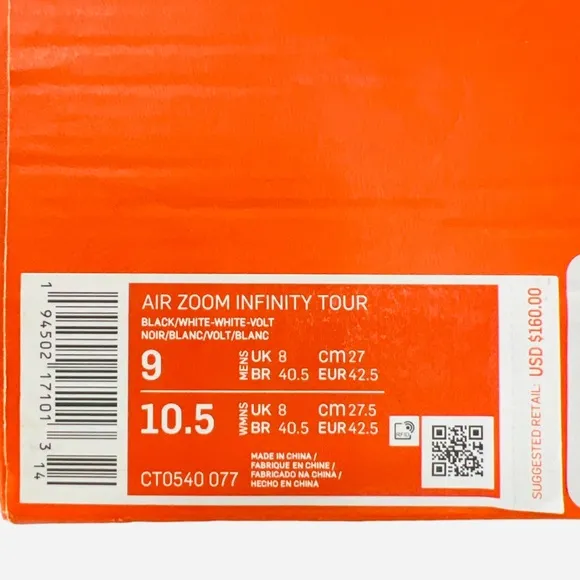 AIR ZOOM INFINITY TOUR
BLACK/WHITE-WHITE-VOLT
NOIR/BLANC/VOLT/BLANC
9 MENS UK 8 cm 27
BR 40.5 EUR 42.5
10.5 WMNS UK 8 cm 27.5
BR 40.5 EUR 42.5
CT0540 077
MADE IN CHINA /
FABRIQUE EN CHINE /
FABRICADO NA CHINA /
HECHO EN CHINA
1 94502 17101 3 14
SUGGESTED RETAIL: USD $160.00